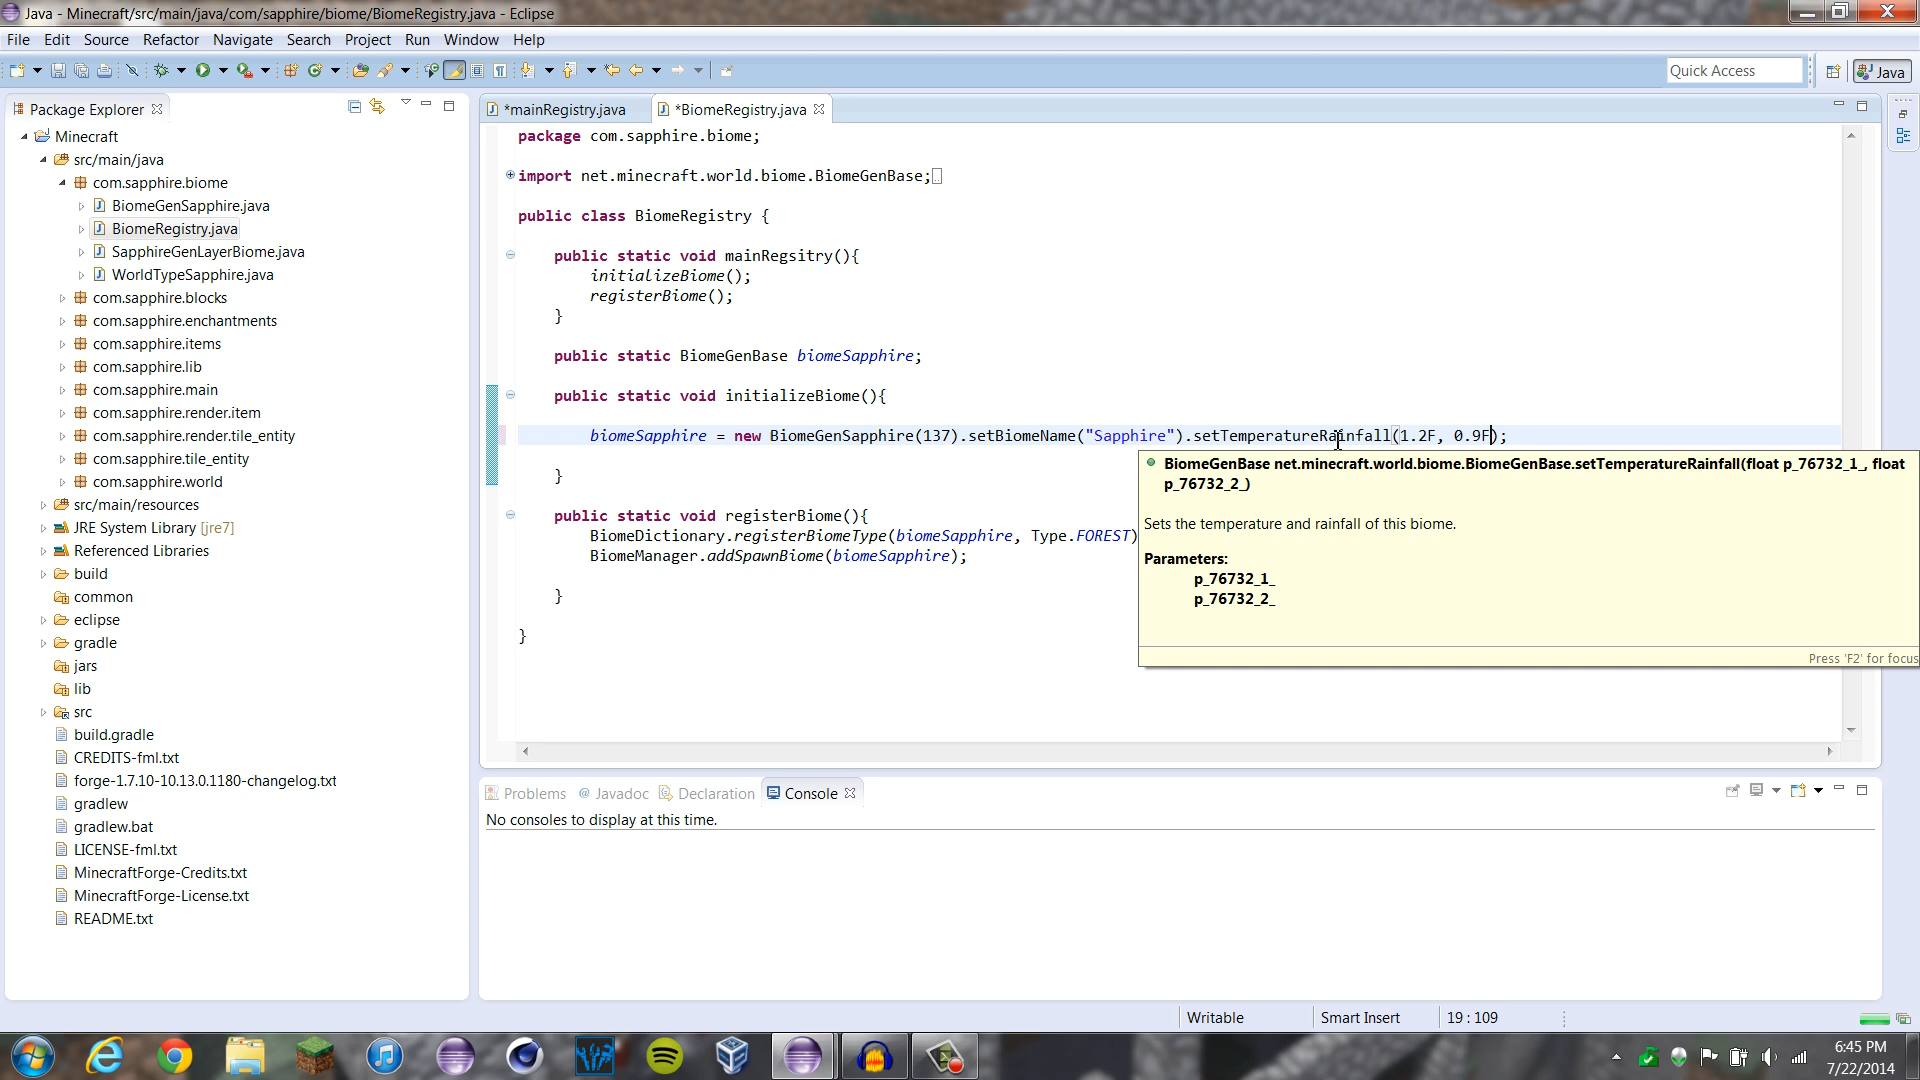 Java - Minecraft/src/main/java/com/sapphire/biome/BiomeRegistry.java - Eclipse
File Edit Source Refactor Navigate Search Project Run Window Help
Quick Access
Java
Package Explorer
*mainRegistry.java
*BiomeRegistry.java
Minecraft
src/main/java
com.sapphire.biome
BiomeGenSapphire.java
BiomeRegistry.java
SapphireGenLayerBiome.java
WorldTypeSapphire.java
com.sapphire.blocks
com.sapphire.enchantments
com.sapphire.items
com.sapphire.lib
com.sapphire.main
com.sapphire.render.item
com.sapphire.render.tile_entity
com.sapphire.tile_entity
com.sapphire.world
src/main/resources
JRE System Library [jre7]
Referenced Libraries
build
common
eclipse
gradle
jars
lib
src
build.gradle
CREDITS-fml.txt
forge-1.7.10-10.13.0.1180-changelog.txt
gradlew
gradlew.bat
LICENSE-fml.txt
MinecraftForge-Credits.txt
MinecraftForge-License.txt
README.txt
package com.sapphire.biome;
import net.minecraft.world.biome.BiomeGenBase;
public class BiomeRegistry {
public static void mainRegsitry(){
initializeBiome();
registerBiome();
}
public static BiomeGenBase biomeSapphire;
public static void initializeBiome(){
biomeSapphire = new BiomeGenSapphire(137).setBiomeName("Sapphire").setTemperatureRainfall(1.2F, 0.9F);
}
public static void registerBiome(){
BiomeDictionary.registerBiomeType(biomeSapphire, Type.FOREST)
BiomeManager.addSpawnBiome(biomeSapphire);
}
}
BiomeGenBase net.minecraft.world.biome.BiomeGenBase.setTemperatureRainfall(float p_76732_1_, float
p_76732_2_)
Sets the temperature and rainfall of this biome.
Parameters:
p_76732_1_
p_76732_2_
Press 'F2' for focus
Problems @ Javadoc Declaration Console
No consoles to display at this time.
Writable Smart Insert 19 : 109
6:45 PM
7/22/2014